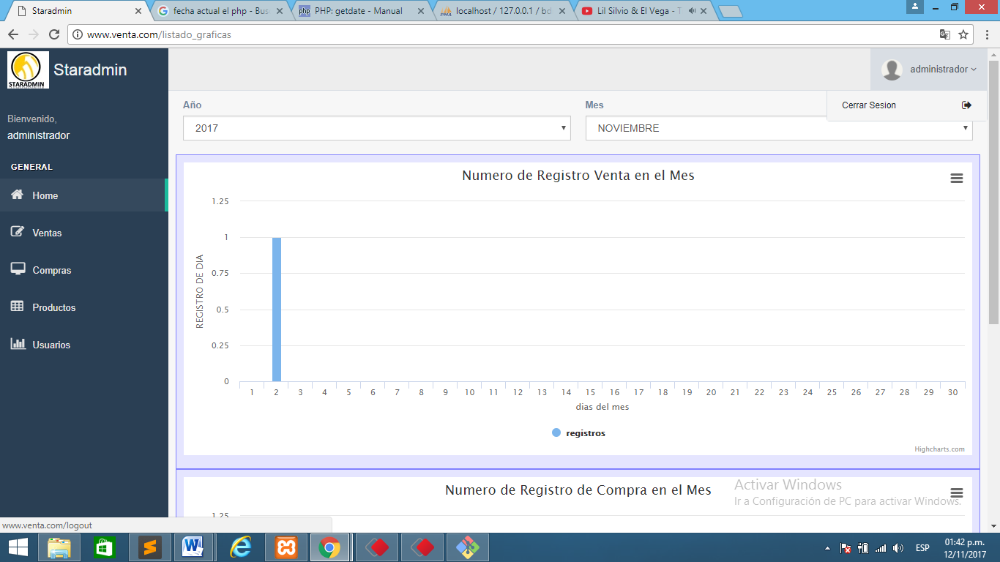 Staradmin
fecha actual el php - Bus
php PHP: getdate - Manual
PMA localhost / 127.0.0.1 / bd
Lil Silvio & El Vega - T
www.venta.com/listado_graficas
STARADMIN
Staradmin
administrador
Cerrar Sesion
Bienvenido,
administrador
GENERAL
Home
Ventas
Compras
Productos
Usuarios
Año
Mes
2017
NOVIEMBRE
Numero de Registro Venta en el Mes
REGISTRO DE DIA
1.25
1
0.75
0.5
0.25
0
1 2 3 4 5 6 7 8 9 10 11 12 13 14 15 16 17 18 19 20 21 22 23 24 25 26 27 28 29 30
dias del mes
registros
Highcharts.com
Numero de Registro de Compra en el Mes
1.25
Activar Windows
Ir a Configuración de PC para activar Windows.
www.venta.com/logout
ESP
01:42 p.m.
12/11/2017